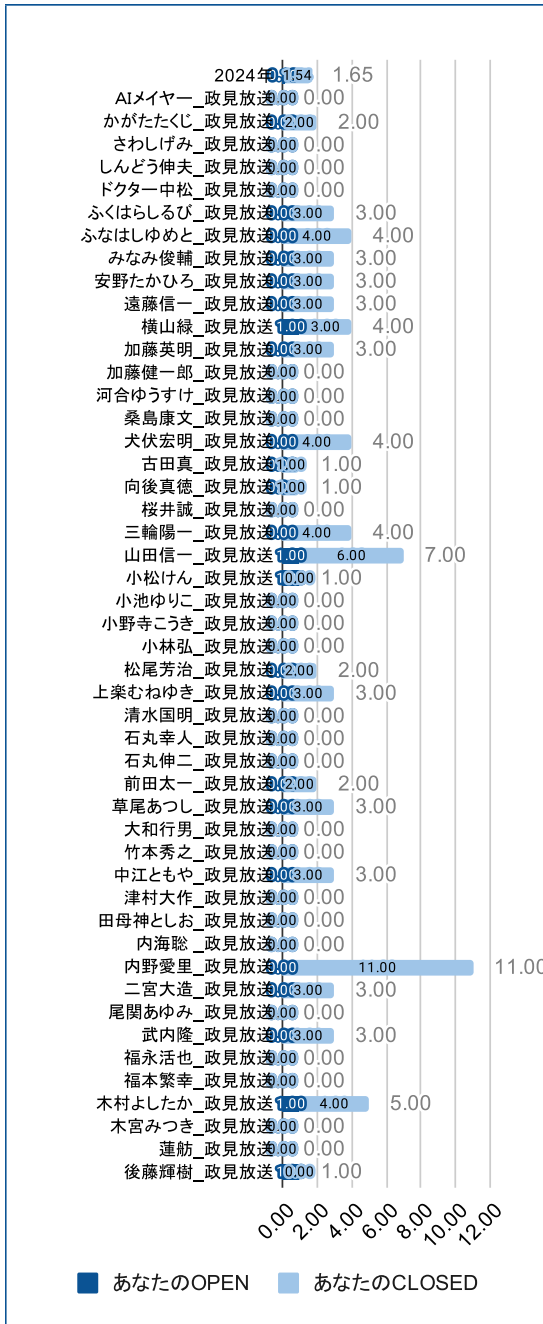 2024年 1.54 1.65
AIメイヤー_政見放送 0.00 0.00
かがたたくじ_政見放送 2.00 2.00
さわしげみ_政見放送 0.00 0.00
しんどう伸夫_政見放送 0.00 0.00
ドクター中松_政見放送 0.00 0.00
ふくはらしるび_政見放送 0.00 3.00 3.00
ふなはしゆめと_政見放送 0.00 4.00 4.00
みなみ俊輔_政見放送 0.00 3.00 3.00
安野たかひろ_政見放送 0.00 3.00 3.00
遠藤信一_政見放送 0.00 3.00 3.00
横山緑_政見放送 1.00 3.00 4.00
加藤英明_政見放送 0.00 3.00 3.00
加藤健一郎_政見放送 0.00 0.00
河合ゆうすけ_政見放送 0.00 0.00
桑島康文_政見放送 0.00 0.00
犬伏宏明_政見放送 0.00 4.00 4.00
古田真_政見放送 1.00 1.00
向後真徳_政見放送 1.00 1.00
桜井誠_政見放送 0.00 0.00
三輪陽一_政見放送 0.00 4.00 4.00
山田信一_政見放送 1.00 6.00 7.00
小松けん_政見放送 0.00 1.00
小池ゆりこ_政見放送 0.00 0.00
小野寺こうき_政見放送 0.00 0.00
小林弘_政見放送 0.00 0.00
松尾芳治_政見放送 2.00 2.00
上楽むねゆき_政見放送 0.00 3.00 3.00
清水国明_政見放送 0.00 0.00
石丸幸人_政見放送 0.00 0.00
石丸伸二_政見放送 0.00 0.00
前田太一_政見放送 2.00 2.00
草尾あつし_政見放送 0.00 3.00 3.00
大和行男_政見放送 0.00 0.00
竹本秀之_政見放送 0.00 0.00
中江ともや_政見放送 0.00 3.00 3.00
津村大作_政見放送 0.00 0.00
田母神としお_政見放送 0.00 0.00
内海聡_政見放送 0.00 0.00
内野愛里_政見放送 0.00 11.00 11.00
二宮大造_政見放送 0.00 3.00 3.00
尾関あゆみ_政見放送 0.00 0.00
武内隆_政見放送 0.00 3.00 3.00
福永活也_政見放送 0.00 0.00
福本繁幸_政見放送 0.00 0.00
木村よしたか_政見放送 1.00 4.00 5.00
木宮みつき_政見放送 0.00 0.00
蓮舫_政見放送 0.00 0.00
後藤輝樹_政見放送 0.00 1.00
0.00 2.00 4.00 6.00 8.00 10.00 12.00
あなたのOPEN あなたのCLOSED